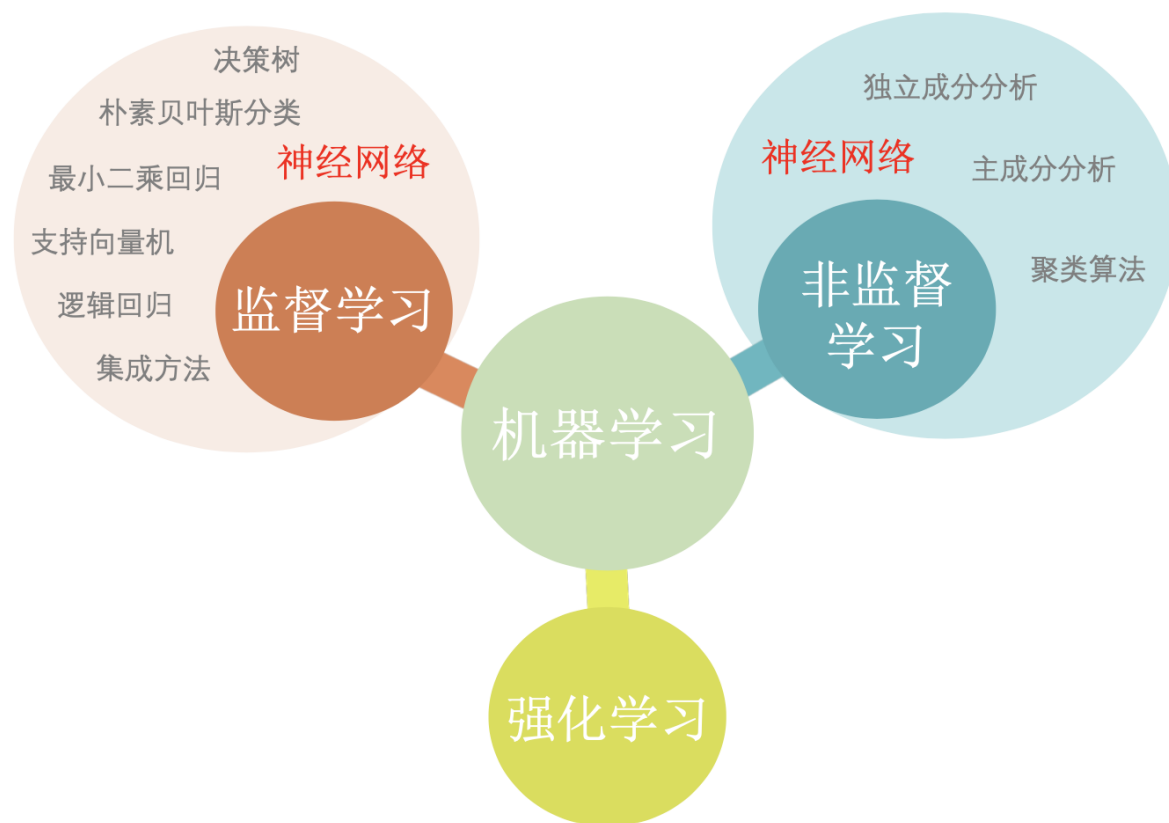 决策树
朴素贝叶斯分类
神经网络
最小二乘回归
支持向量机
逻辑回归
集成方法
监督学习
独立成分分析
神经网络
主成分分析
聚类算法
非监督
学习
机器学习
强化学习